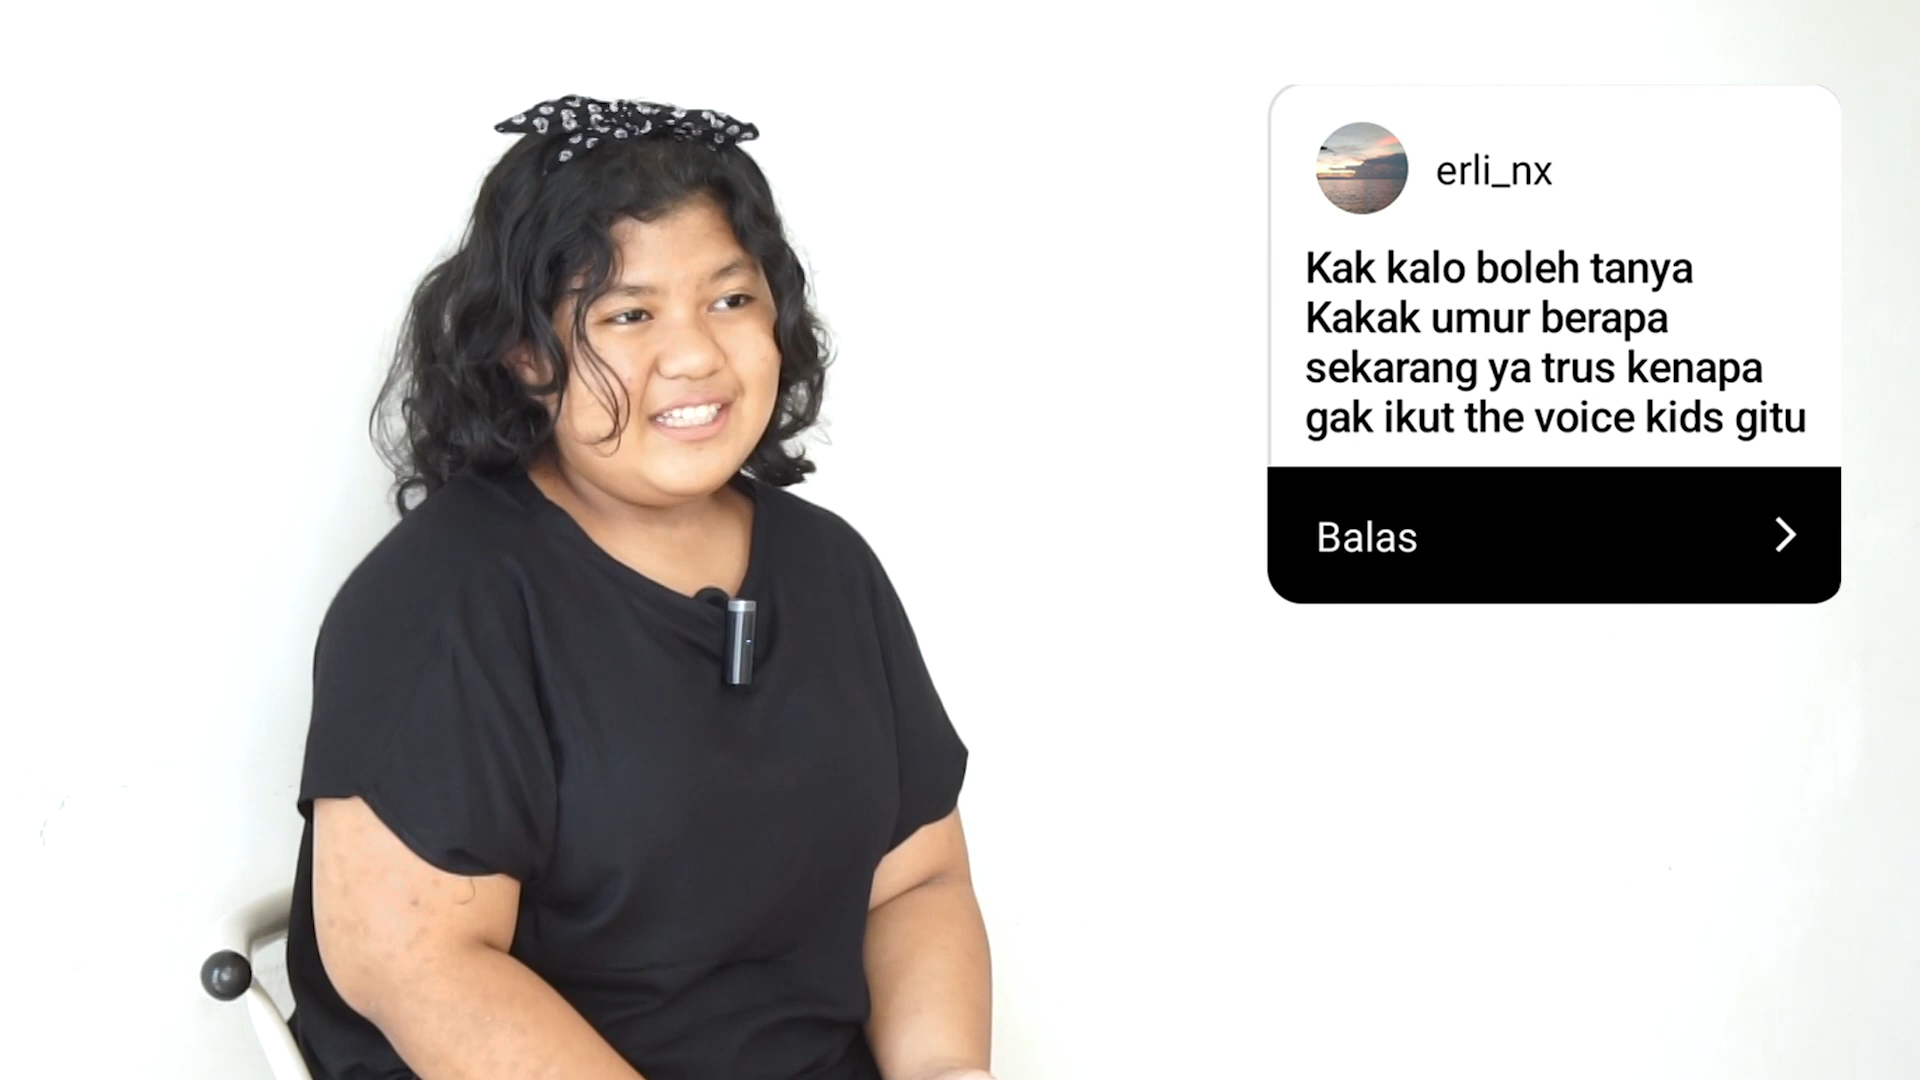 erli_nx
Kak kalo boleh tanya
Kakak umur berapa
sekarang ya trus kenapa
gak ikut the voice kids gitu
Balas